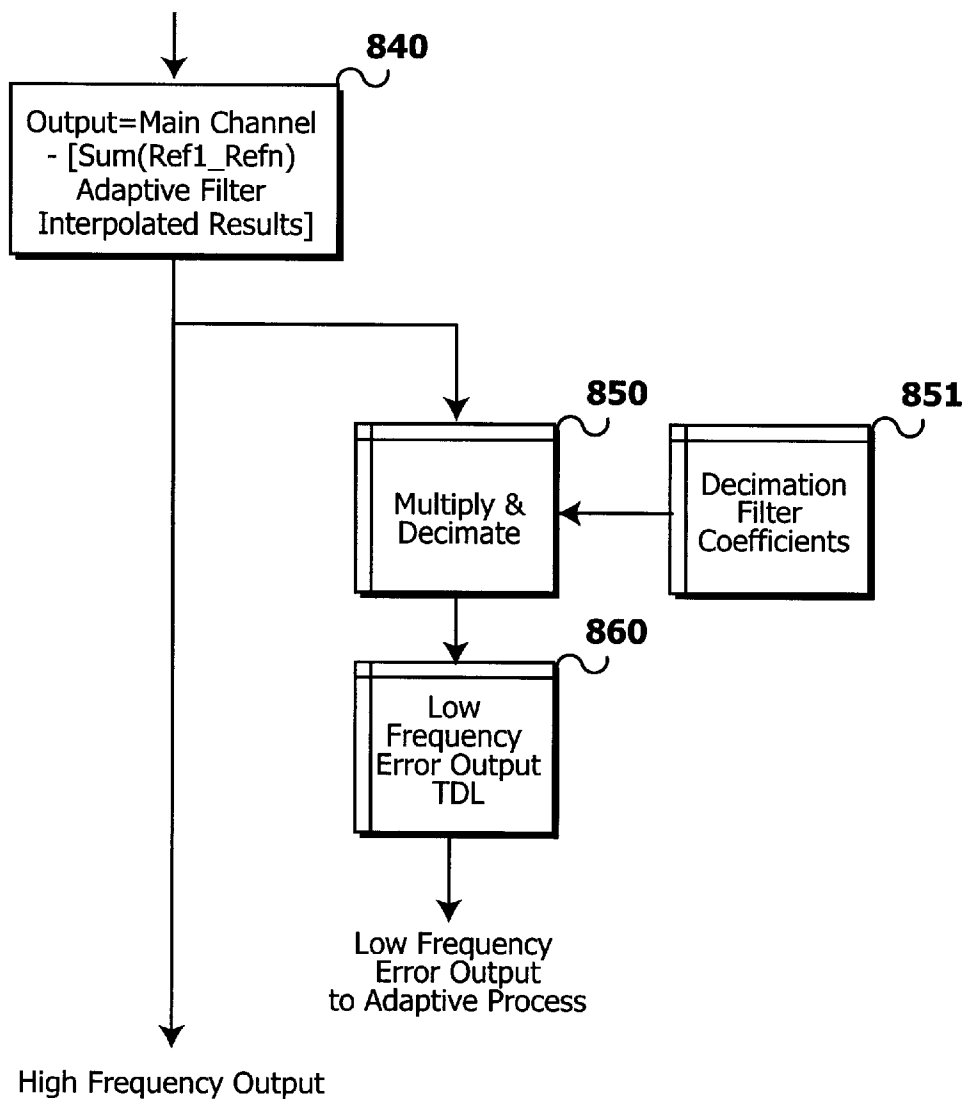 840
Output=Main Channel
- [Sum(Ref1_Refn)
Adaptive Filter
Interpolated Results]
850
851
Multiply &
Decimate
Decimation
Filter
Coefficients
860
Low
Frequency
Error Output
TDL
Low Frequency
Error Output
to Adaptive Process
High Frequency Output